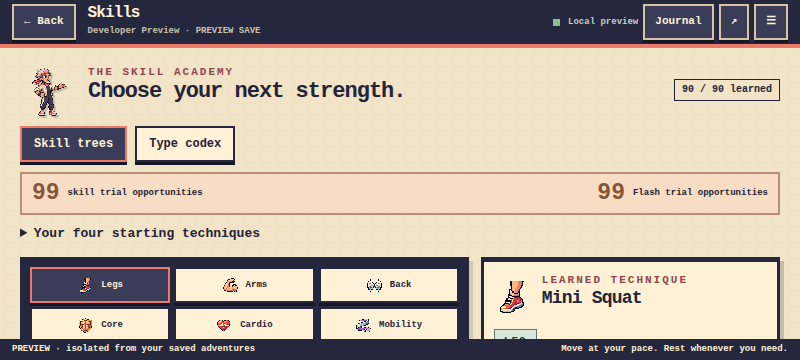 ← Back
Skills
Developer Preview · PREVIEW SAVE
Local preview
Journal
↗
☰
THE SKILL ACADEMY
Choose your next strength.
90 / 90 learned
Skill trees
Type codex
99 skill trial opportunities
99 Flash trial opportunities
▶ Your four starting techniques
Legs
Arms
Back
Core
Cardio
Mobility
LEARNED TECHNIQUE
Mini Squat
LEG
PREVIEW · isolated from your saved adventures
Move at your pace. Rest whenever you need.